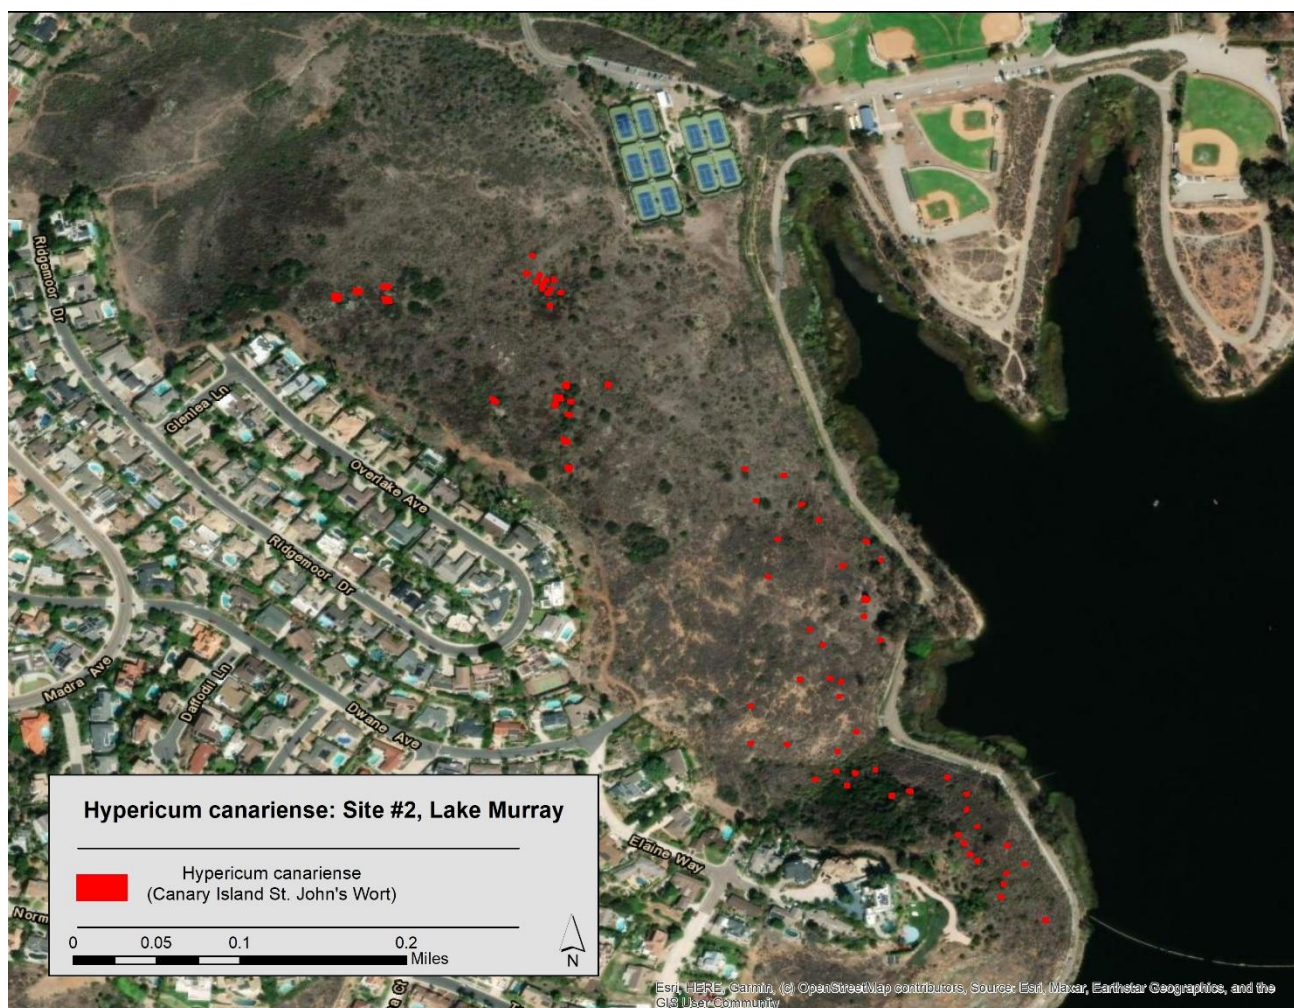 Ridgemoor Dr
Glenlea Ln
Overlake Ave
Ridgemoor Dr
Madra Ave
Daffodil Ln
Dwane Ave
Elaine Way
Norm
a Ct
Hypericum canariense: Site #2, Lake Murray
Hypericum canariense
(Canary Island St. John's Wort)
0 0.05 0.1 0.2
Miles
N
Esri, HERE, Garmin, (c) OpenStreetMap contributors, Source: Esri, Maxar, Earthstar Geographics, and the
GIS User Community